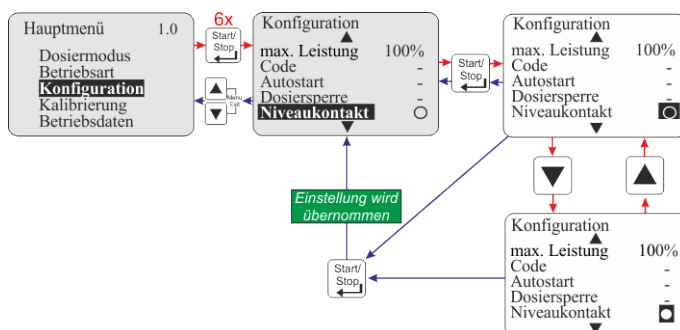 Hauptmenü 1.0
Dosiermodus
Betriebsart
Konfiguration
Kalibrierung
Betriebsdaten
6x
Start/
Stop
Menu
Exit
Konfiguration
max. Leistung 100%
Code -
Autostart -
Dosiersperre -
Niveaukontakt
Start/
Stop
Konfiguration
max. Leistung 100%
Code -
Autostart -
Dosiersperre -
Niveaukontakt
Einstellung wird
übernommen
Start/
Stop
Konfiguration
max. Leistung 100%
Code -
Autostart -
Dosiersperre -
Niveaukontakt